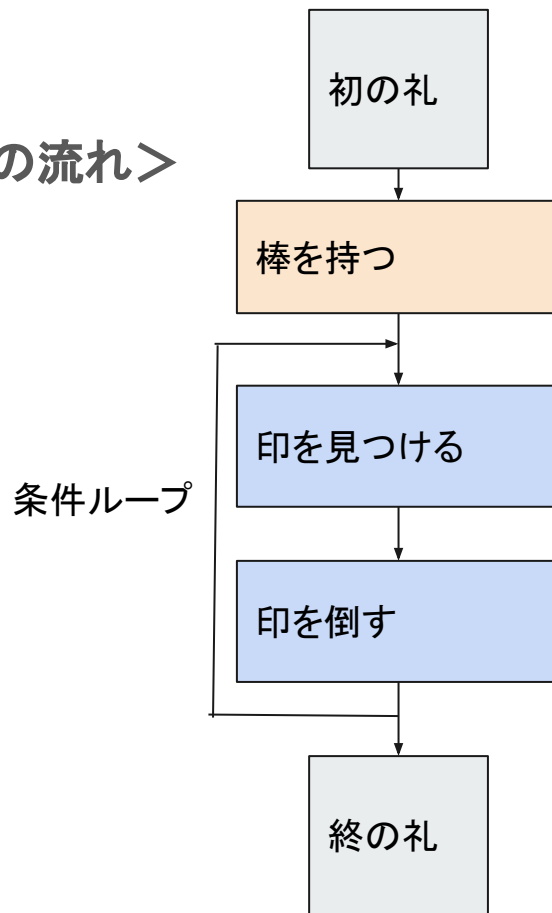 初の礼
の流れ＞
棒を持つ
印を見つける
条件ループ
印を倒す
終の礼